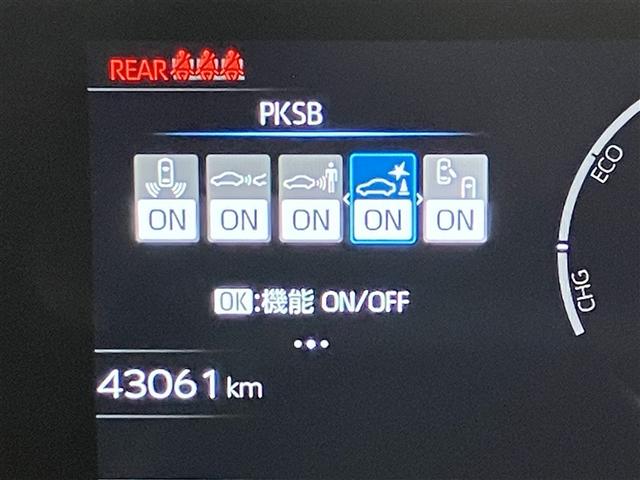 REAR
PKSB
ON ON ON ON ON
OK:機能 ON/OFF
43061 km
ECO
CHG